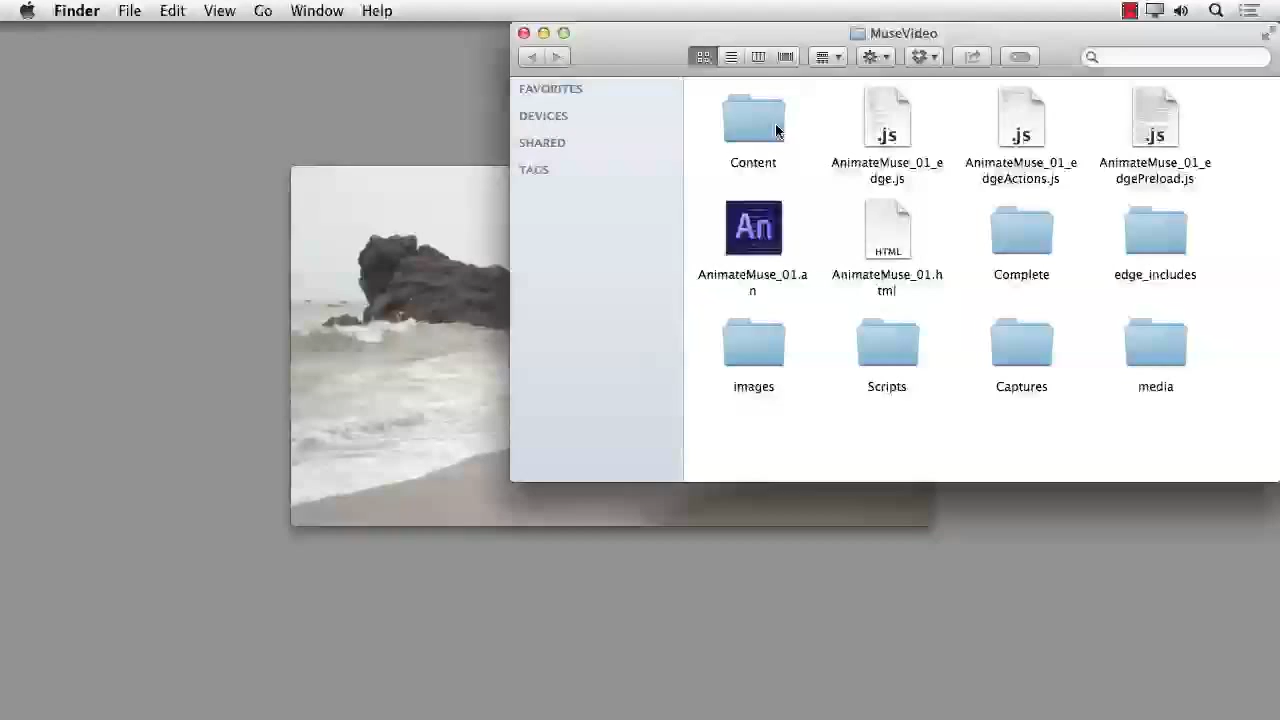 Finder File Edit View Go Window Help
MuseVideo
FAVORITES
DEVICES
SHARED
TAGS
.js
.js
.js
Content
AnimateMuse_01_e
dge.js
AnimateMuse_01_e
dgeActions.js
AnimateMuse_01_e
dgePreload.js
An
HTML
AnimateMuse_01.a
n
AnimateMuse_01.h
tml
Complete
edge_includes
images
Scripts
Captures
media